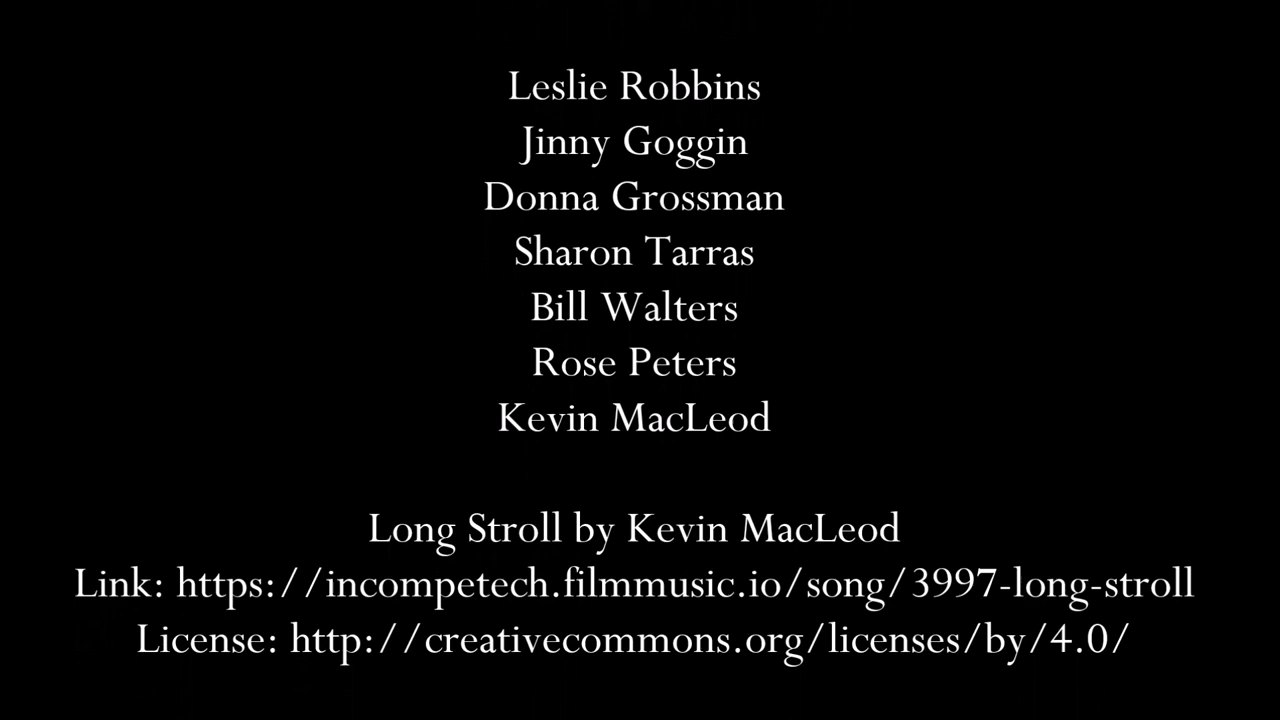 Leslie Robbins
Jinny Goggin
Donna Grossman
Sharon Tarras
Bill Walters
Rose Peters
Kevin MacLeod
Long Stroll by Kevin MacLeod
Link: https://incompetech.filmmusic.io/song/3997-long-stroll
License: http://creativecommons.org/licenses/by/4.0/